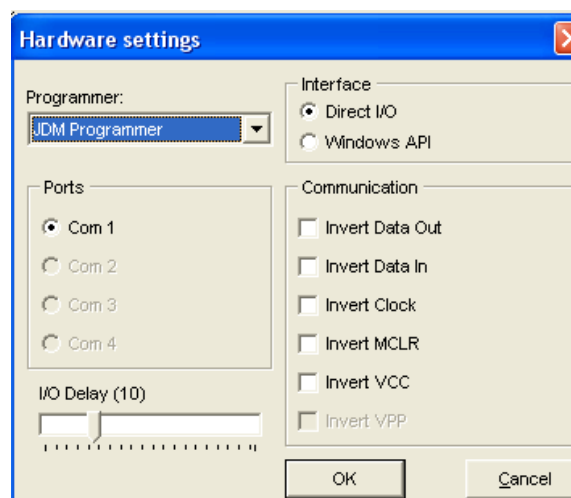 Hardware settings
Programmer:
JDM Programmer
Interface
Direct I/O
Windows API
Ports
Com 1
Com 2
Com 3
Com 4
Communication
Invert Data Out
Invert Data In
Invert Clock
Invert MCLR
Invert VCC
Invert VPP
I/O Delay (10)
OK
Cancel